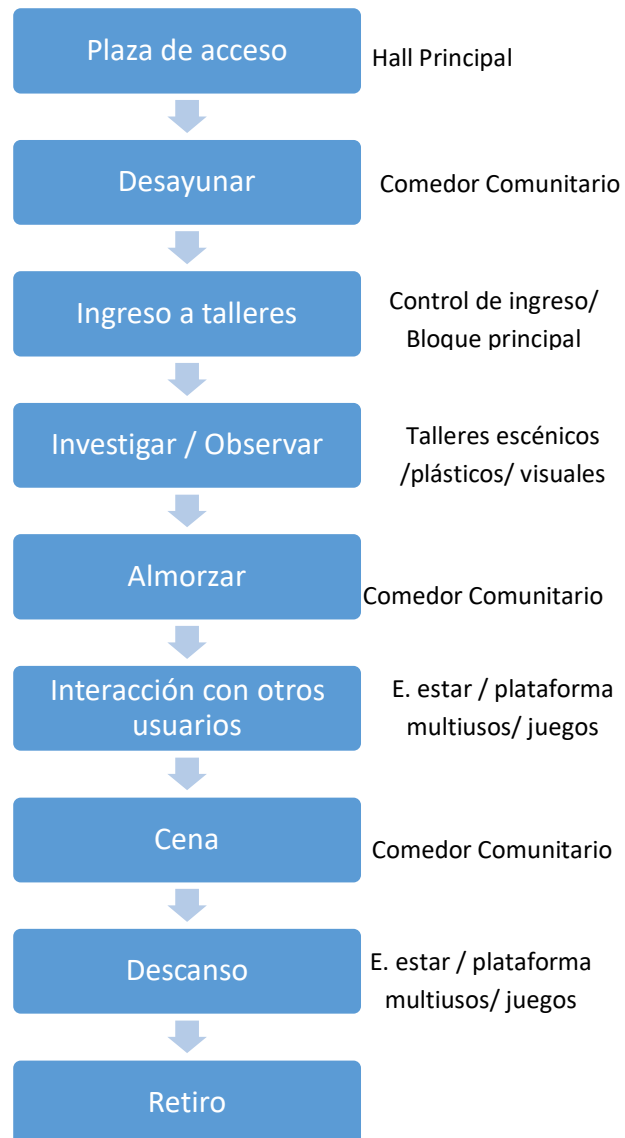 Plaza de acceso
Hall Principal
Desayunar
Comedor Comunitario
Ingreso a talleres
Control de ingreso/
Bloque principal
Investigar / Observar
Talleres escénicos
/plásticos/ visuales
Almorzar
Comedor Comunitario
Interacción con otros
usuarios
E. estar / plataforma
multiusos/ juegos
Cena
Comedor Comunitario
Descanso
E. estar / plataforma
multiusos/ juegos
Retiro